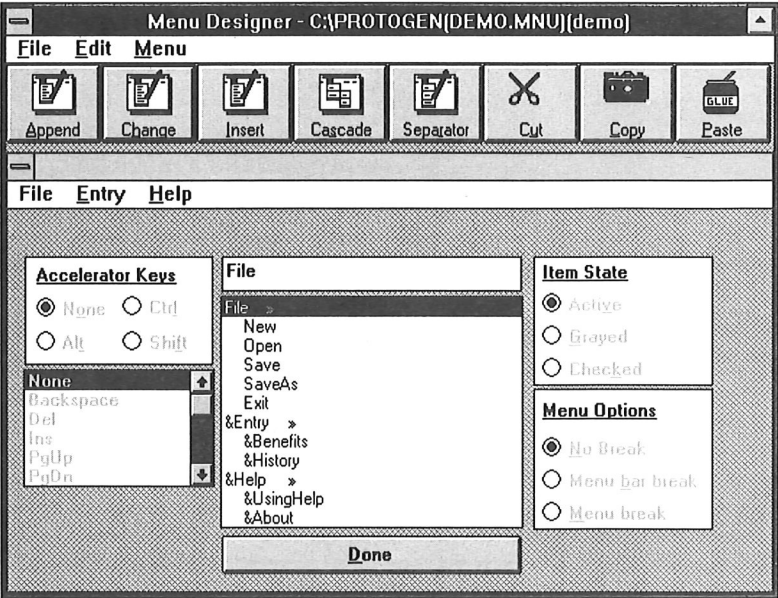 Menu Designer - C:\PROTOGEN(DEMO.MNU)(demo)
File Edit Menu
Append Change Insert Cascade Separator Cut Copy Paste
GLUE
File Entry Help
Accelerator Keys
None Ctrl
Alt Shift
None
Backspace
Del
Ins
PgUp
PgDn
File
File »
New
Open
Save
SaveAs
Exit
&Entry »
&Benefits
&History
&Help »
&UsingHelp
&About
Done
Item State
Active
Grayed
Checked
Menu Options
No Break
Menu bar break
Menu break